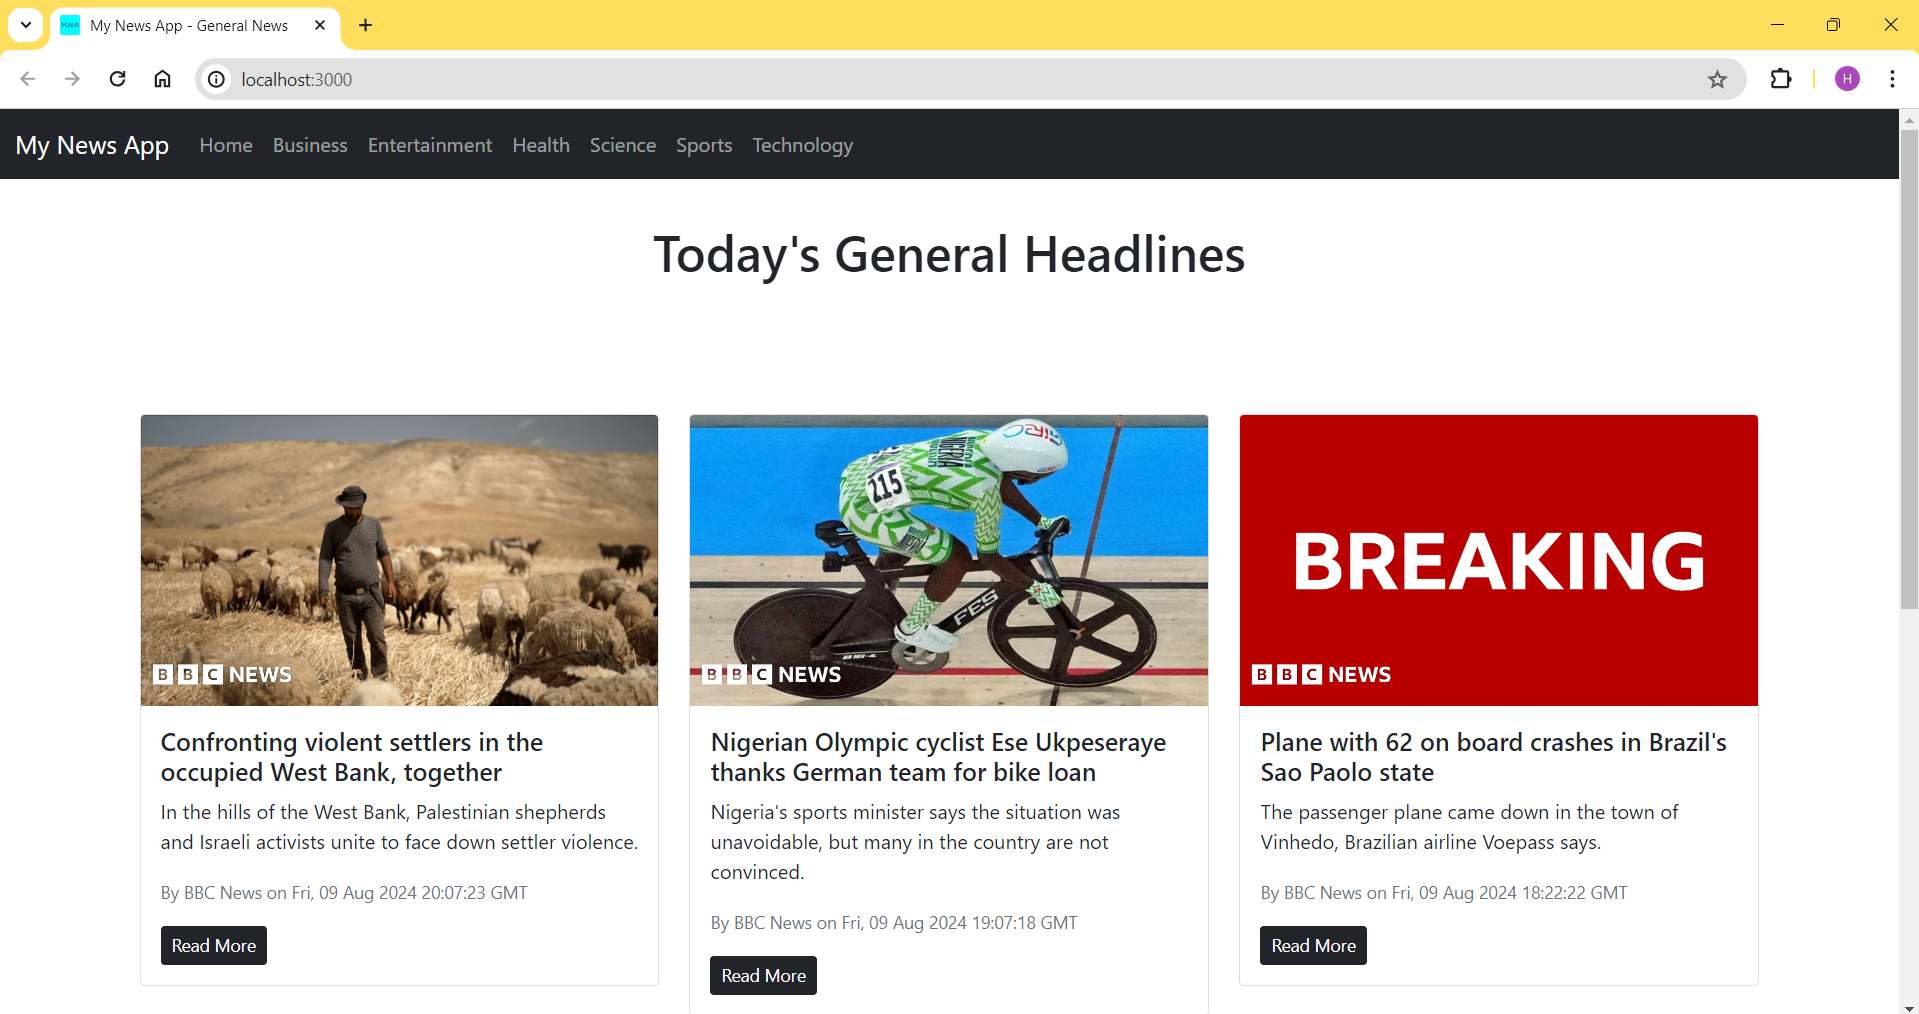 MNA
My News App - General News
localhost:3000
H
My News App
Home Business Entertainment Health Science Sports Technology
Today's General Headlines
BBC NEWS
Confronting violent settlers in the
occupied West Bank, together
In the hills of the West Bank, Palestinian shepherds
and Israeli activists unite to face down settler violence.
By BBC News on Fri, 09 Aug 2024 20:07:23 GMT
Read More
NIGERIA
215
NIGERIA
FES
BBC NEWS
Nigerian Olympic cyclist Ese Ukpeseraye
thanks German team for bike loan
Nigeria's sports minister says the situation was
unavoidable, but many in the country are not
convinced.
By BBC News on Fri, 09 Aug 2024 19:07:18 GMT
Read More
BREAKING
BBC NEWS
Plane with 62 on board crashes in Brazil's
Sao Paolo state
The passenger plane came down in the town of
Vinhedo, Brazilian airline Voepass says.
By BBC News on Fri, 09 Aug 2024 18:22:22 GMT
Read More